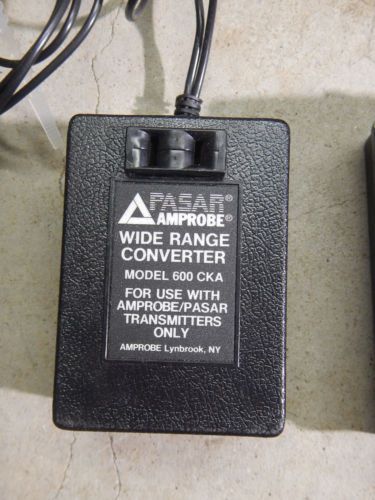 PASAR®
AMPROBE®
WIDE RANGE
CONVERTER
MODEL 600 CKA
FOR USE WITH
AMPROBE/PASAR
TRANSMITTERS
ONLY
AMPROBE Lynbrook, NY